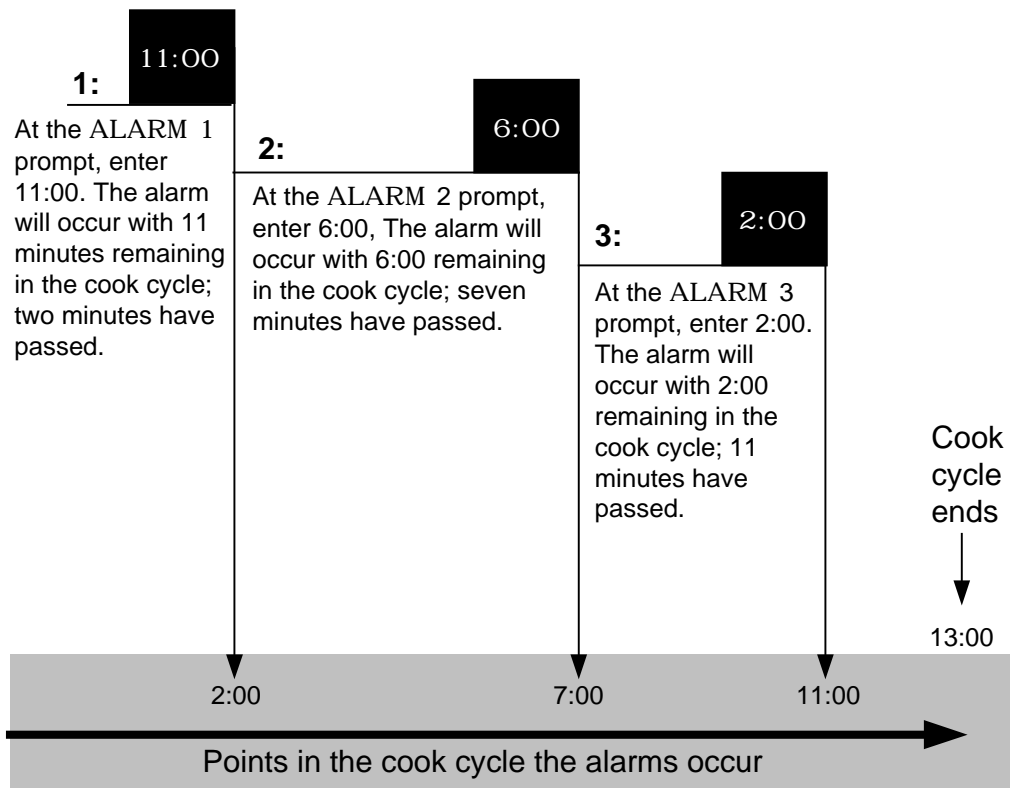 11:00
1:
At the ALARM 1
prompt, enter
11:00. The alarm
will occur with 11
minutes remaining
in the cook cycle;
two minutes have
passed.
6:00
2:
At the ALARM 2 prompt,
enter 6:00, The alarm will
occur with 6:00 remaining
in the cook cycle; seven
minutes have passed.
2:00
3:
At the ALARM 3
prompt, enter 2:00.
The alarm will
occur with 2:00
remaining in the
cook cycle; 11
minutes have
passed.
Cook
cycle
ends
13:00
2:00
7:00
11:00
Points in the cook cycle the alarms occur